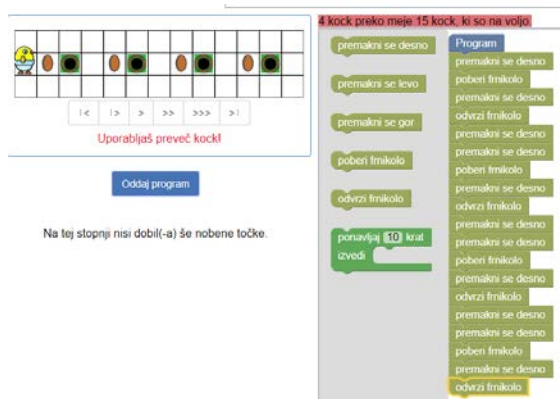 4 kock preko meje 15 kock, ki so na voljo.
|< |> > >> >>> >|
Uporabljaš preveč kock!
Oddaj program
Na tej stopnji nisi dobil(-a) še nobene točke.
premakni se desno
premakni se levo
premakni se gor
poberi frnikolo
odvrzi frnikolo
ponavljaj 10 krat
izvedi
Program
premakni se desno
poberi frnikolo
premakni se desno
odvrzi frnikolo
premakni se desno
premakni se desno
poberi frnikolo
premakni se desno
odvrzi frnikolo
premakni se desno
premakni se desno
poberi frnikolo
premakni se desno
odvrzi frnikolo
premakni se desno
premakni se desno
poberi frnikolo
premakni se desno
odvrzi frnikolo